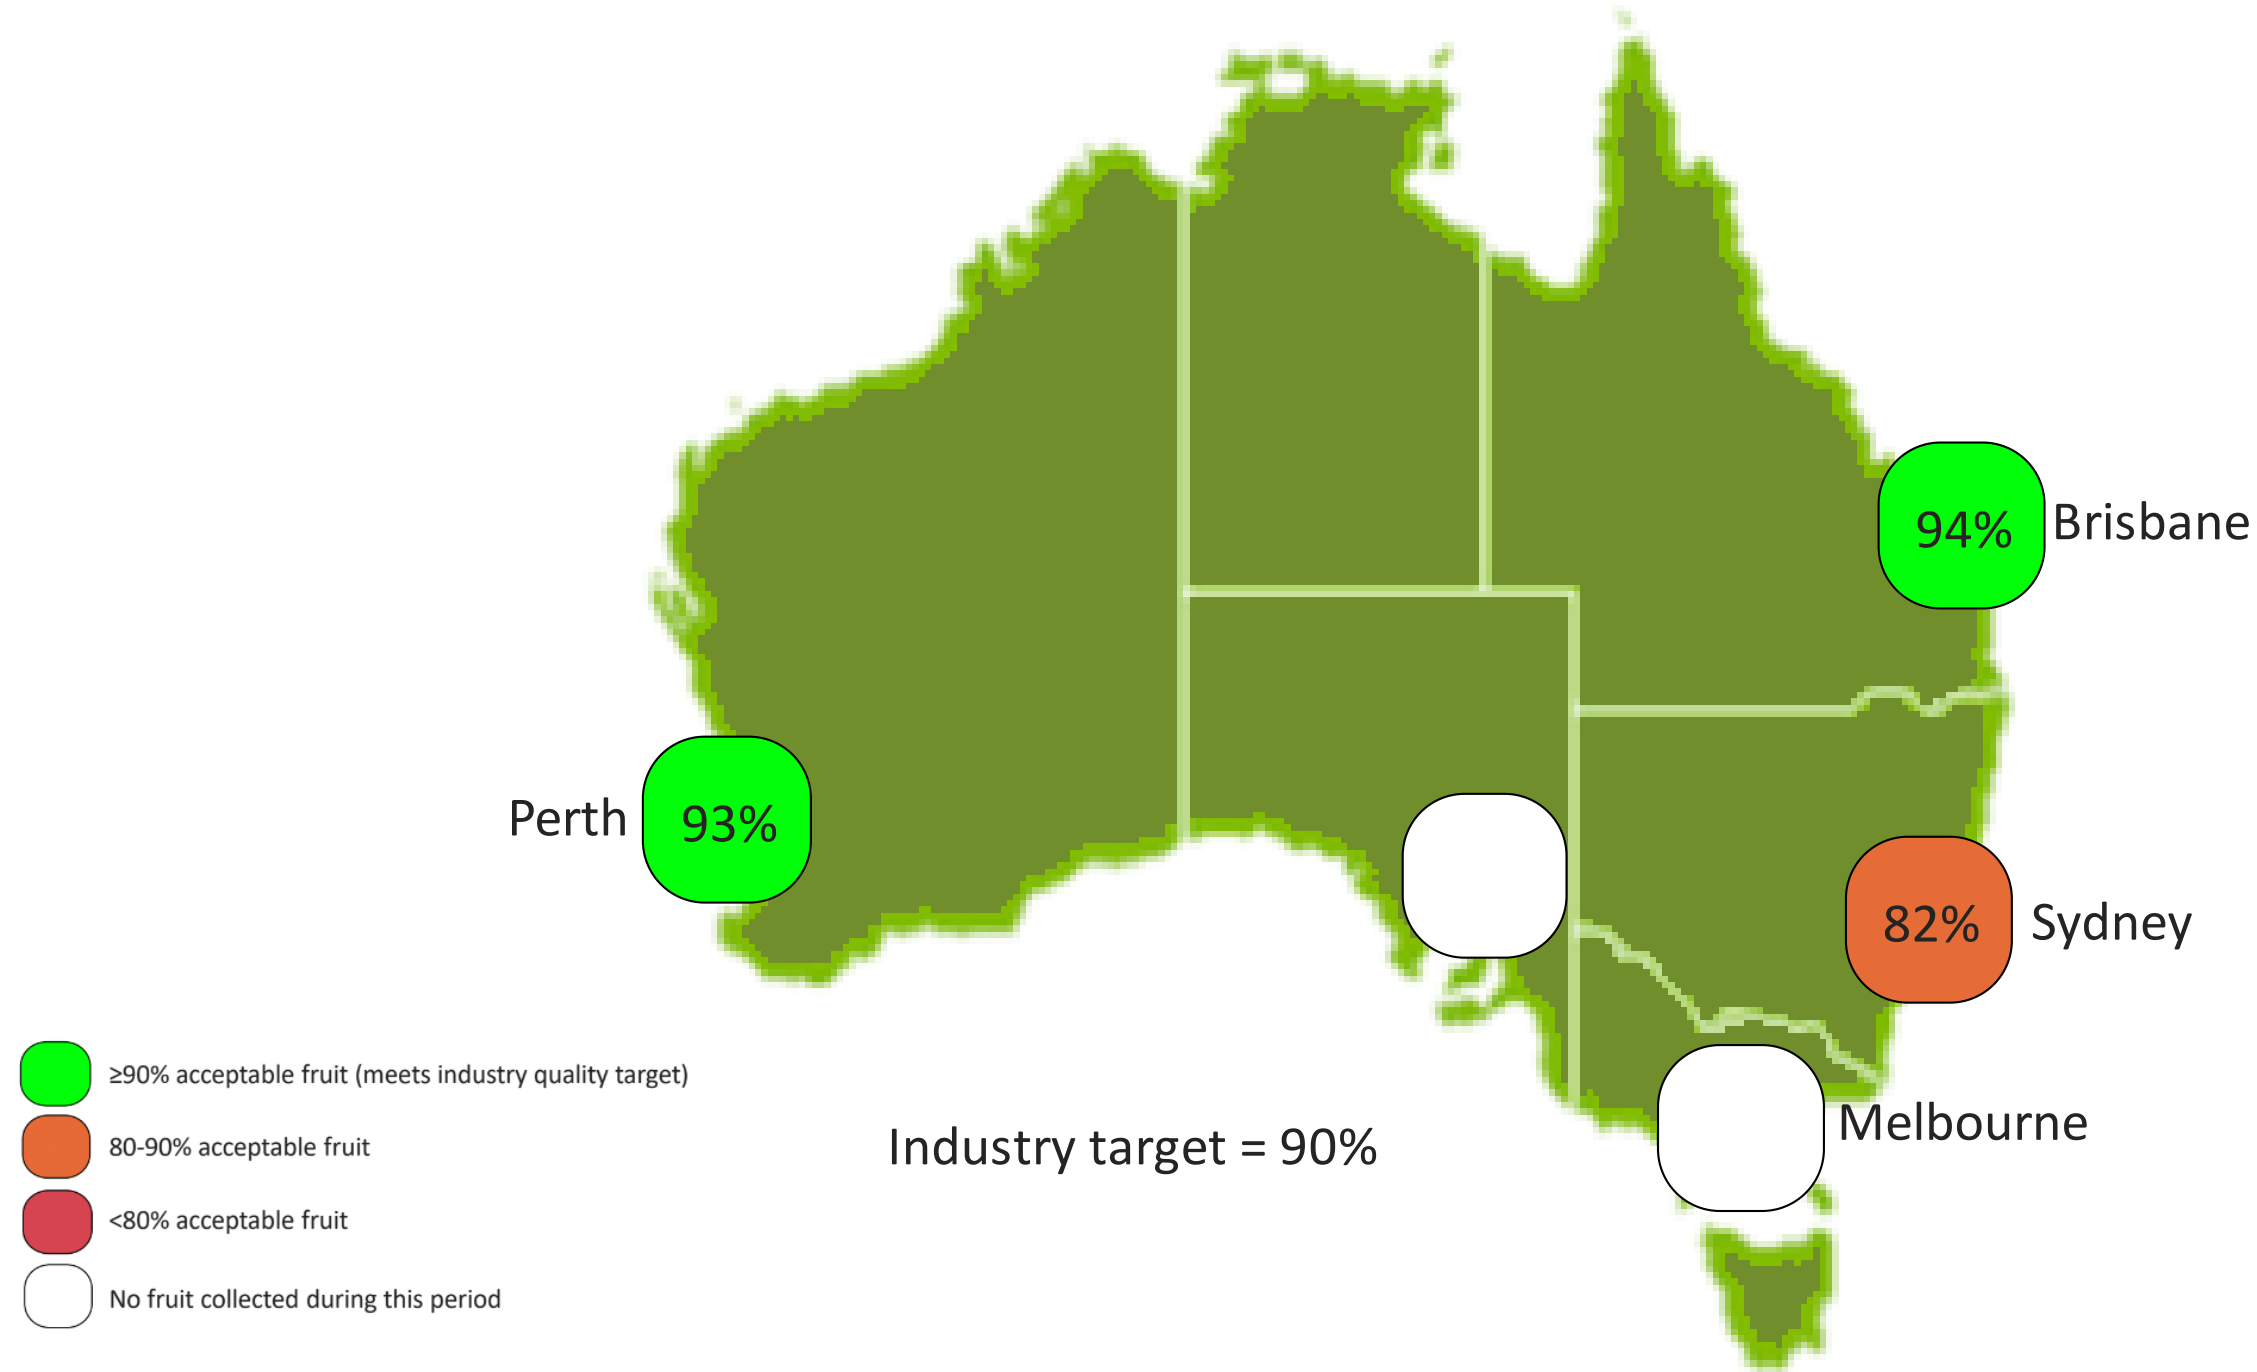 94%
Brisbane
Perth
93%
82%
Sydney
≥90% acceptable fruit (meets industry quality target)
80-90% acceptable fruit
<80% acceptable fruit
No fruit collected during this period
Industry target = 90%
Melbourne